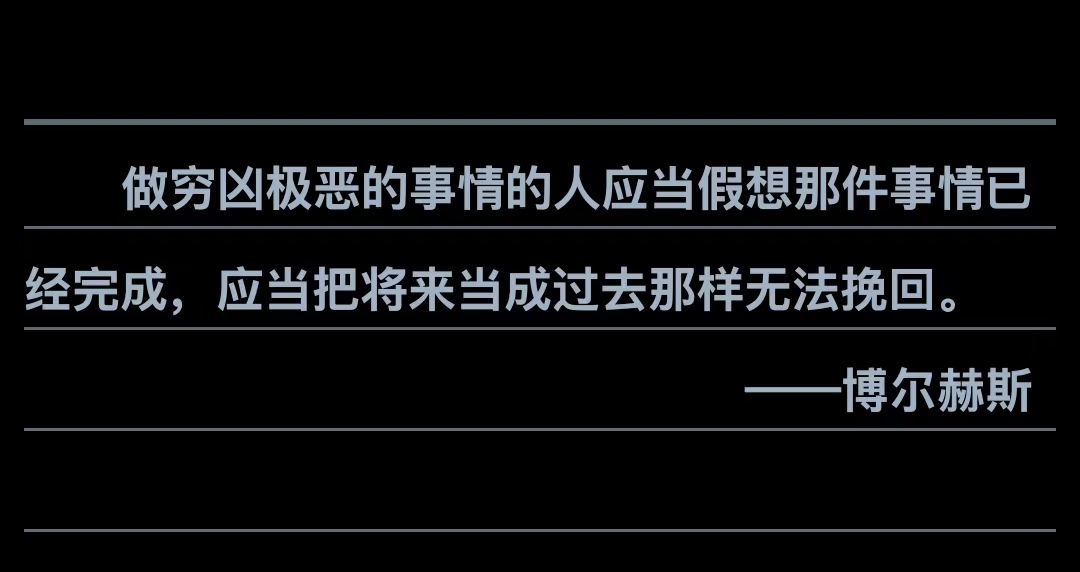 做穷凶极恶的事情的人应当假想那件事情已
经完成，应当把将来当成过去那样无法挽回。
——博尔赫斯